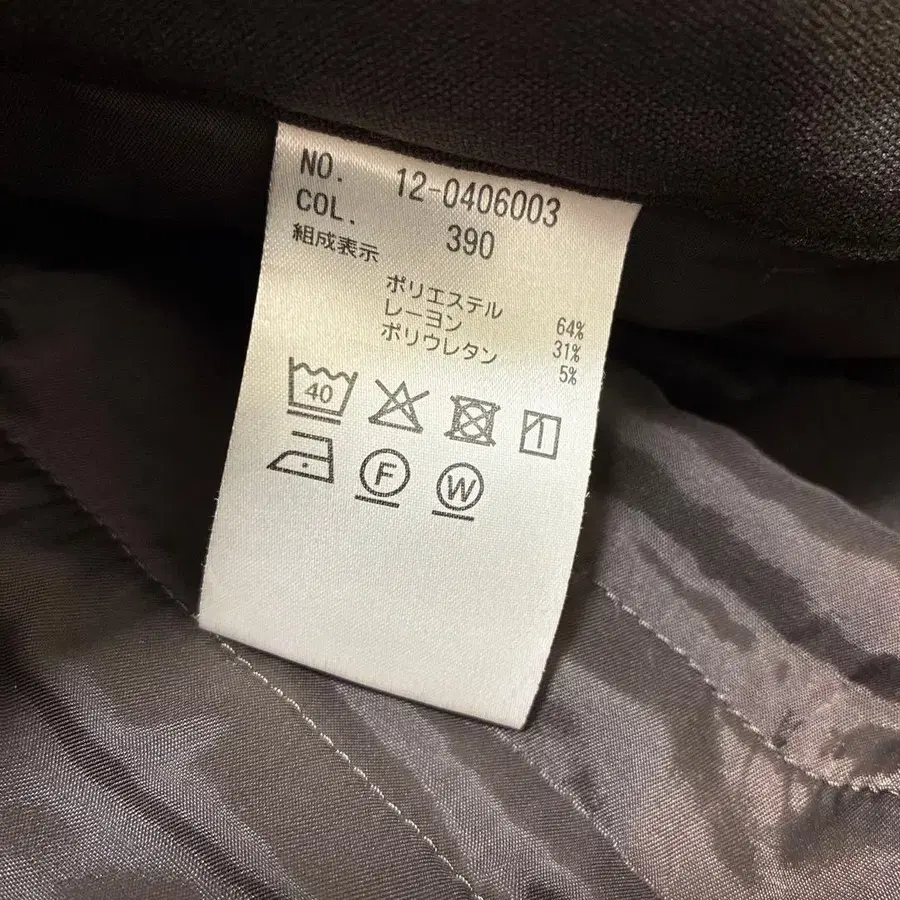 NO. 12-0406003
COL. 390
組成表示
ポリエステル 64%
レーヨン 31%
ポリウレタン 5%
40
F W